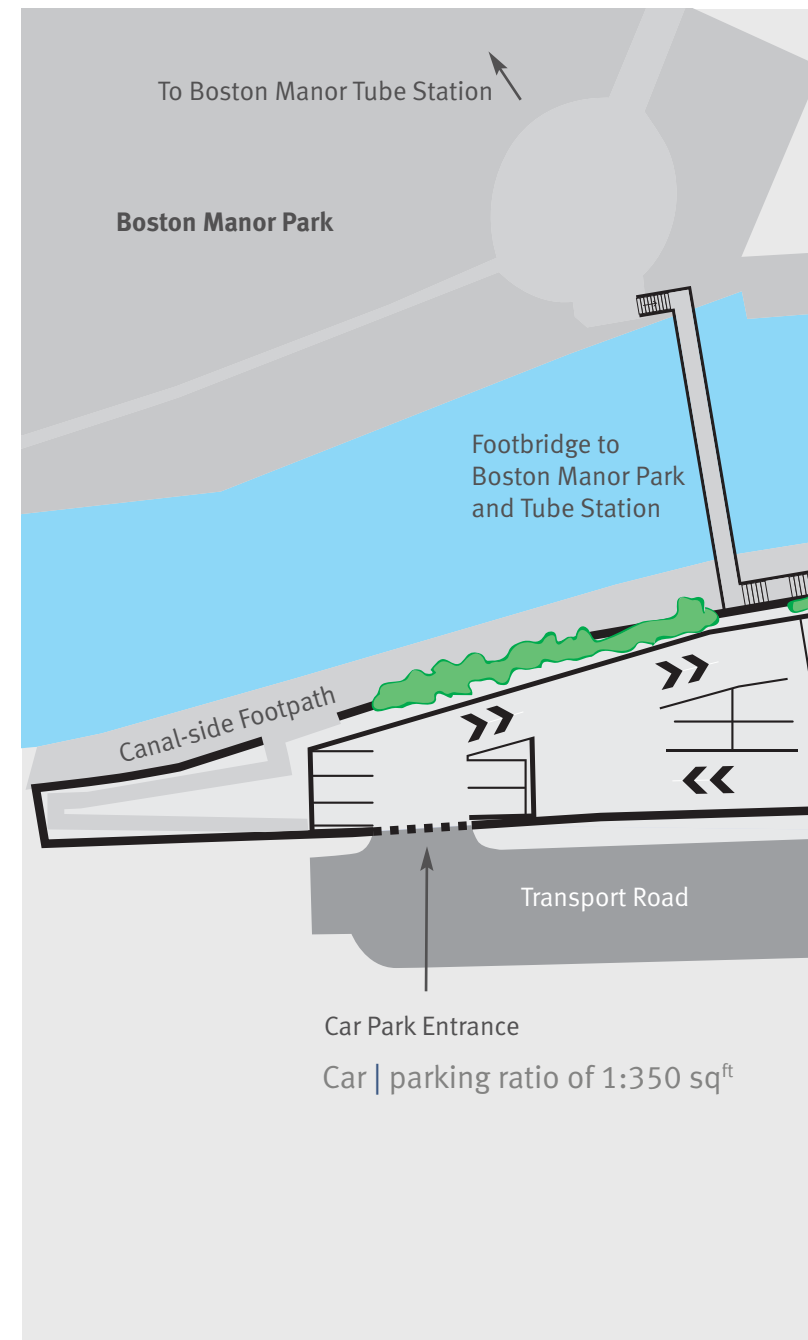 To Boston Manor Tube Station
Boston Manor Park
Footbridge to
Boston Manor Park
and Tube Station
Canal-side Footpath
Transport Road
Car Park Entrance
Car | parking ratio of 1:350 sqft